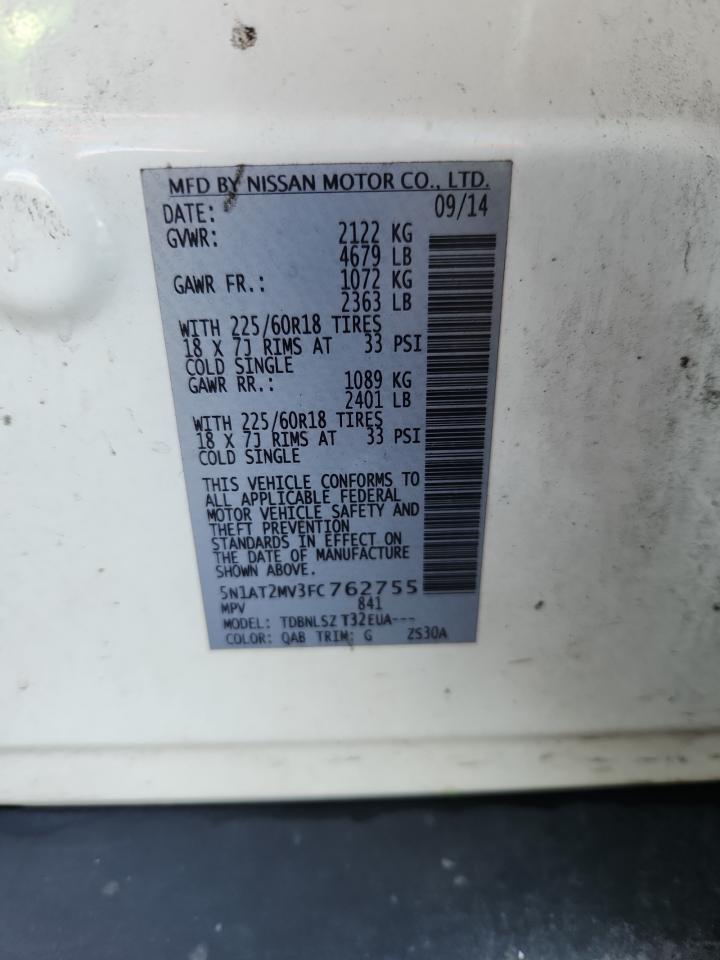 MFD BY NISSAN MOTOR CO., LTD.
DATE: 09/14
GVWR: 2122 KG
4679 LB
GAWR FR.: 1072 KG
2363 LB
WITH 225/60R18 TIRES
18 X 7J RIMS AT 33 PSI
COLD SINGLE
GAWR RR.: 1089 KG
2401 LB
WITH 225/60R18 TIRES
18 X 7J RIMS AT 33 PSI
COLD SINGLE
THIS VEHICLE CONFORMS TO
ALL APPLICABLE FEDERAL
MOTOR VEHICLE SAFETY AND
THEFT PREVENTION
STANDARDS IN EFFECT ON
THE DATE OF MANUFACTURE
SHOWN ABOVE.
5N1AT2MV3FC762755
MPV 841
MODEL: TDBNLSZ T32EUA---
COLOR: QAB TRIM: G ZS30A